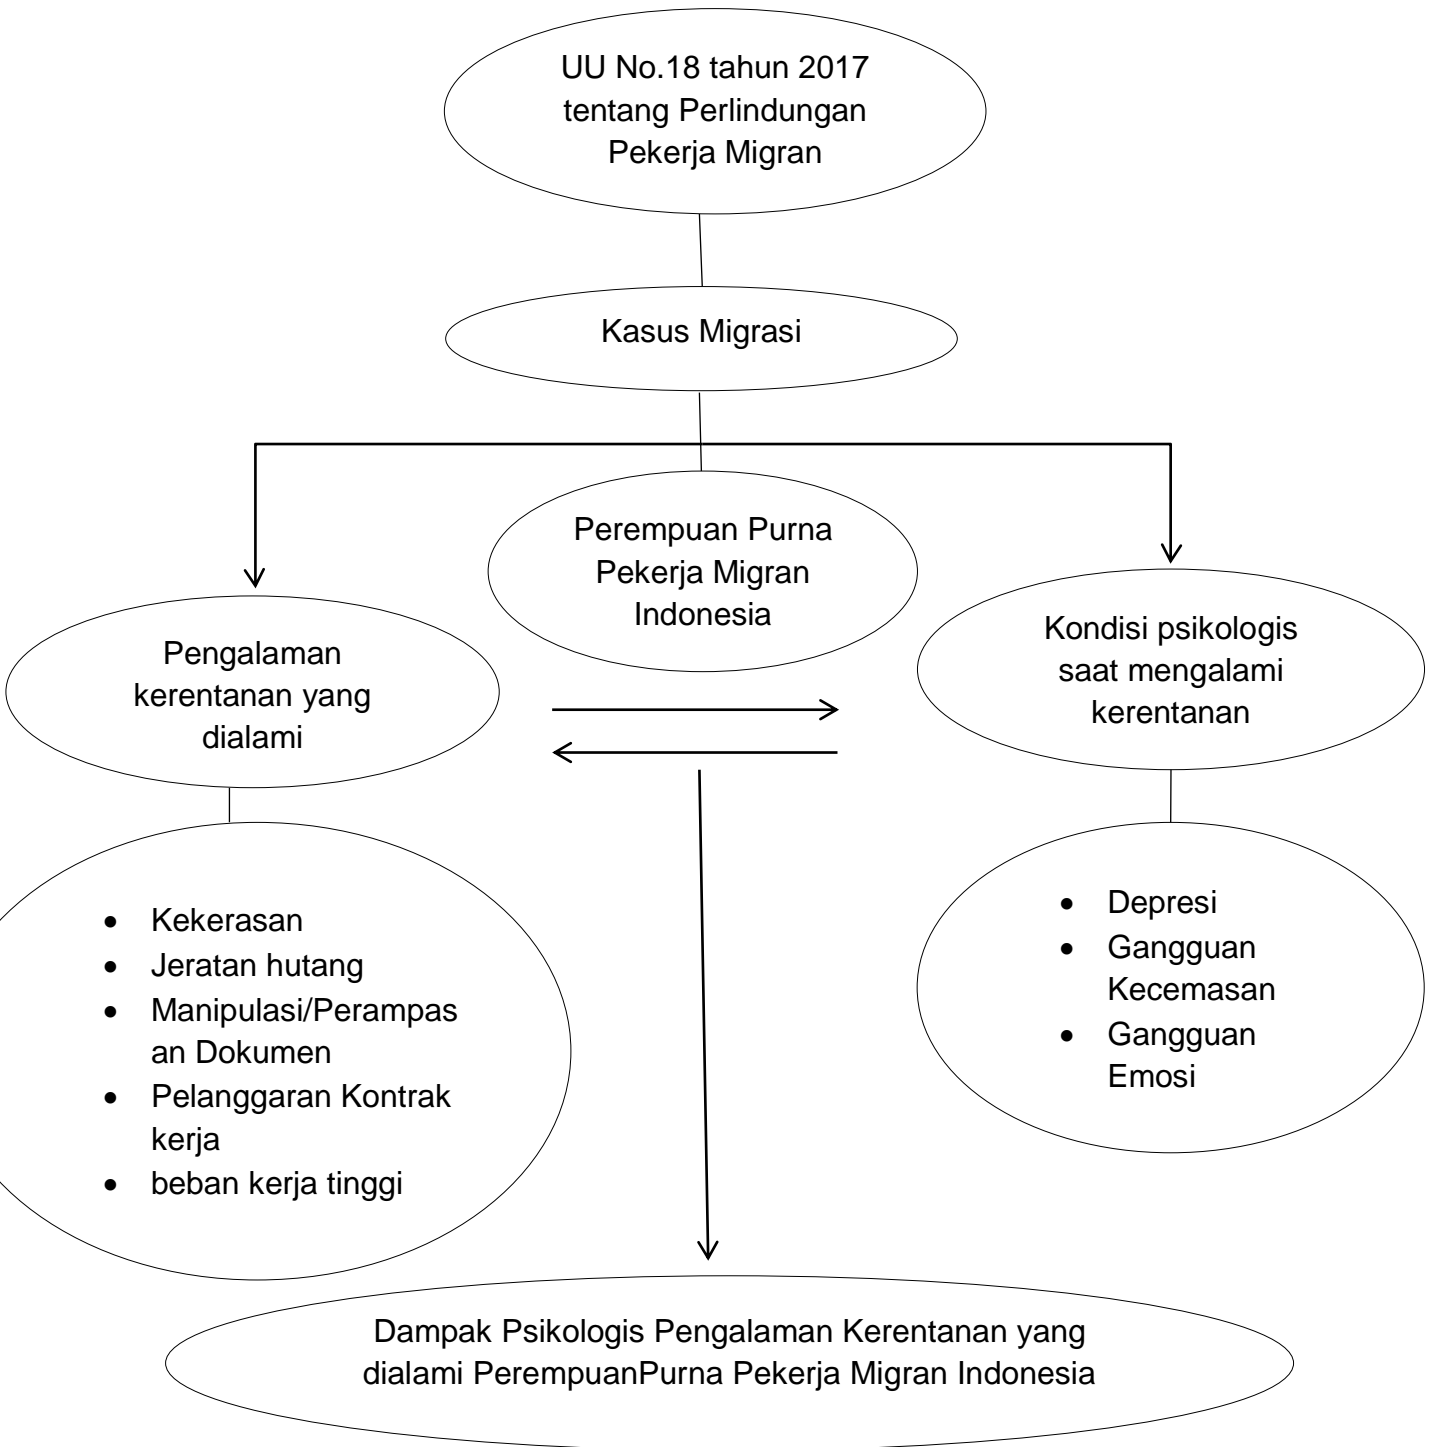 UU No.18 tahun 2017
tentang Perlindungan
Pekerja Migran
Kasus Migrasi
Perempuan Purna
Pekerja Migran
Indonesia
Pengalaman
kerentanan yang
dialami
Kondisi psikologis
saat mengalami
kerentanan
• Kekerasan
• Jeratan hutang
• Manipulasi/Perampas
an Dokumen
• Pelanggaran Kontrak
kerja
• beban kerja tinggi
• Depresi
• Gangguan
Kecemasan
• Gangguan
Emosi
Dampak Psikologis Pengalaman Kerentanan yang
dialami PerempuanPurna Pekerja Migran Indonesia